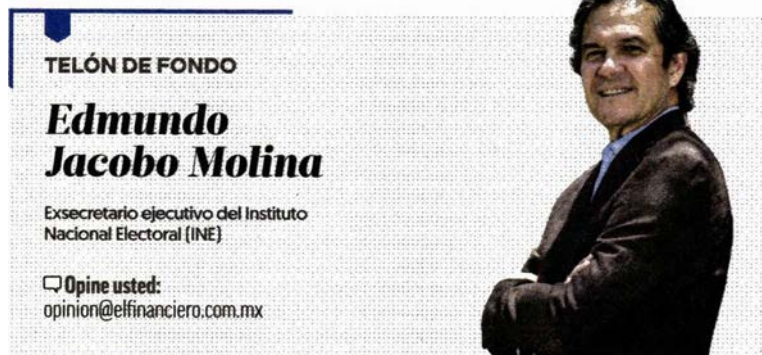 TELÓN DE FONDO
Edmundo
Jacobo Molina
Exsecretario ejecutivo del Instituto
Nacional Electoral (INE)
Opine usted:
opinion@elfinanciero.com.mx